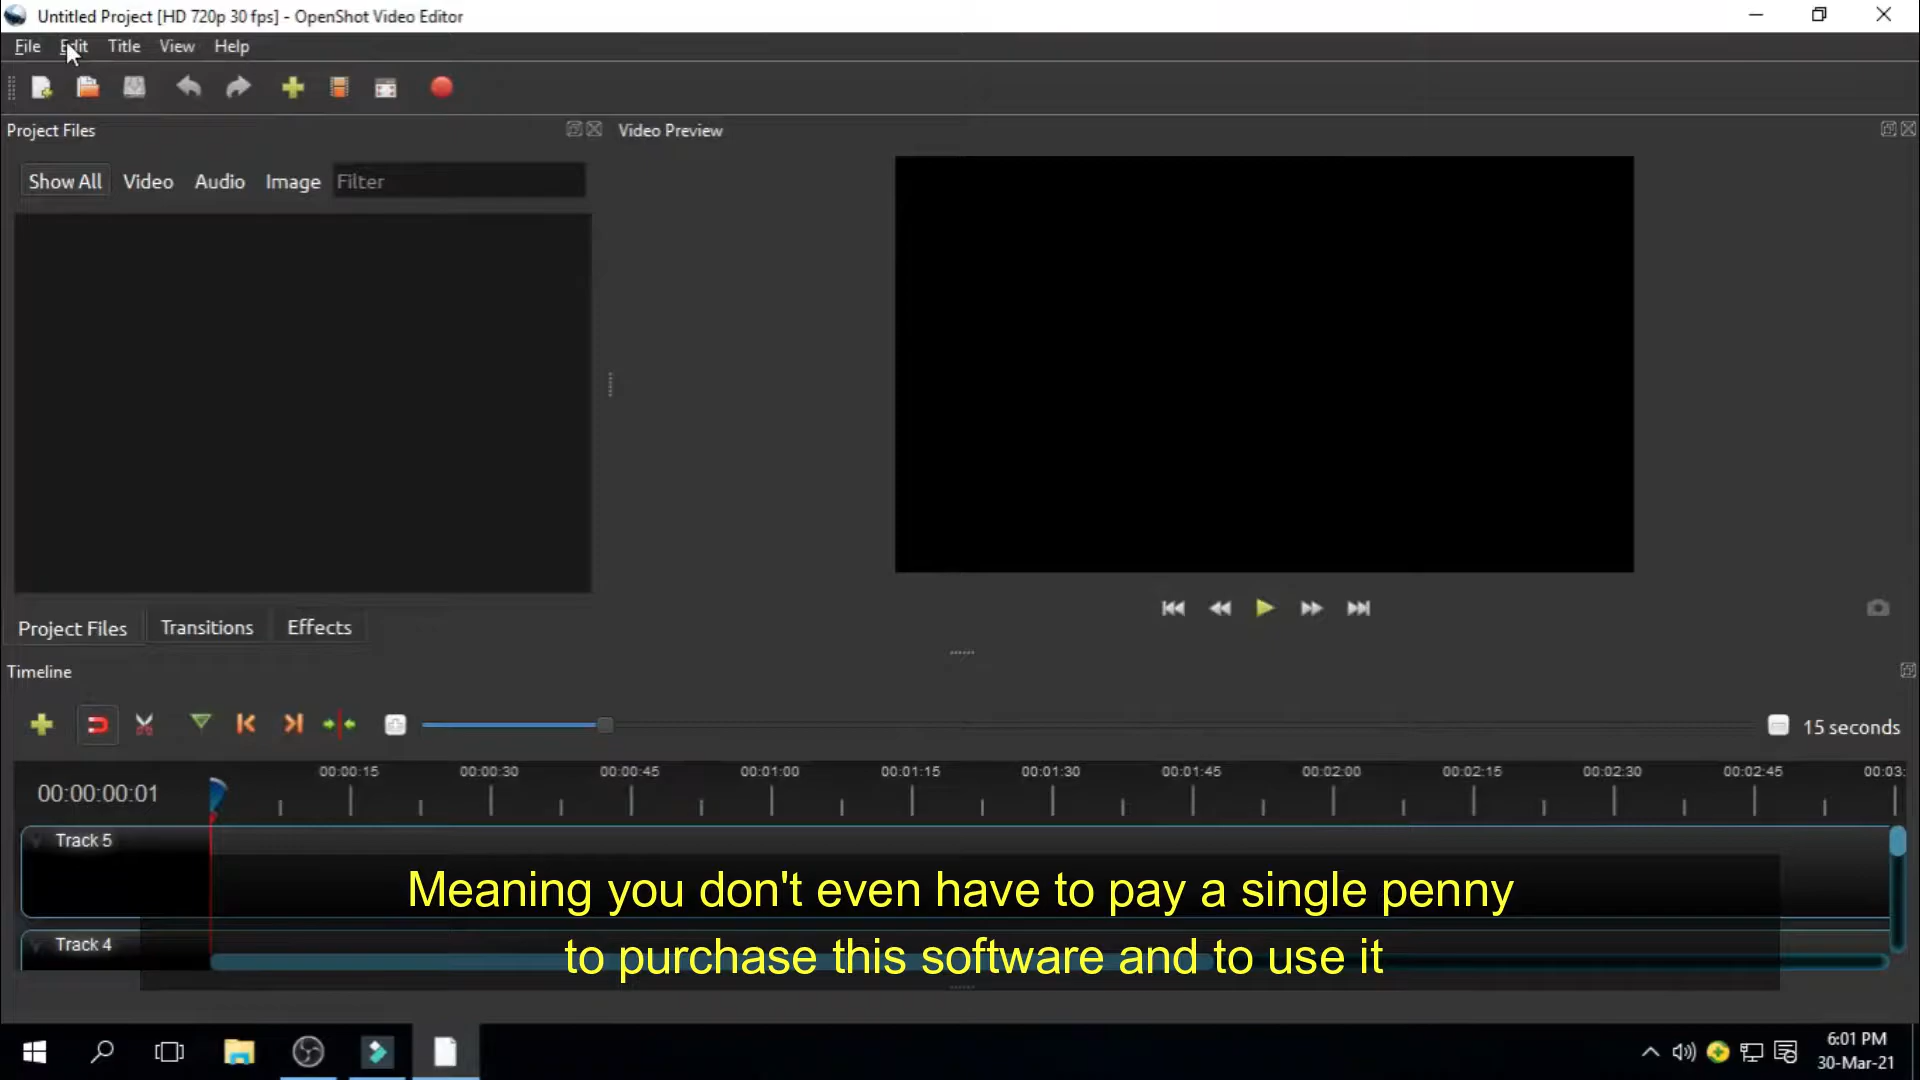 Untitled Project [HD 720p 30 fps] - OpenShot Video Editor
File Edit Title View Help
Project Files
Video Preview
Show All Video Audio Image Filter
Project Files Transitions Effects
Timeline
15 seconds
00:00:00:01
00:00:15 00:00:30 00:00:45 00:01:00 00:01:15 00:01:30 00:01:45 00:02:00 00:02:15 00:02:30 00:02:45 00:03:
Track 5
Meaning you don't even have to pay a single penny
Track 4
to purchase this software and to use it
6:01 PM
30-Mar-21